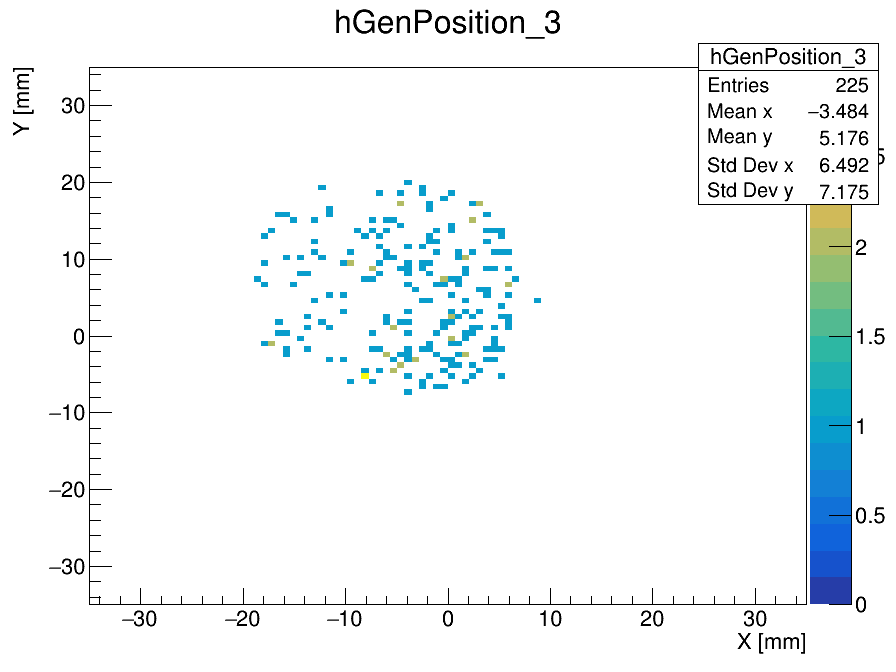 hGenPosition_3
hGenPosition_3
Entries 225
Mean x −3.484
Mean y 5.176
Std Dev x 6.492
Std Dev y 7.175
Y [mm]
30
20
10
0
−10
−20
−30
−30 −20 −10 0 10 20 30
X [mm]
5
2
1.5
1
0.5
0